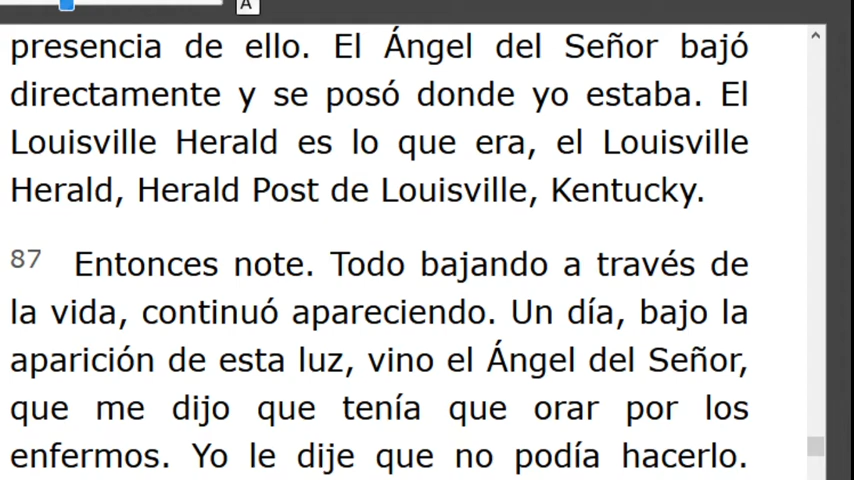 A
presencia de ello. El Ángel del Señor bajó
directamente y se posó donde yo estaba. El
Louisville Herald es lo que era, el Louisville
Herald, Herald Post de Louisville, Kentucky.
87 Entonces note. Todo bajando a través de
la vida, continuó apareciendo. Un día, bajo la
aparición de esta luz, vino el Ángel del Señor,
que me dijo que tenía que orar por los
enfermos. Yo le dije que no podía hacerlo.